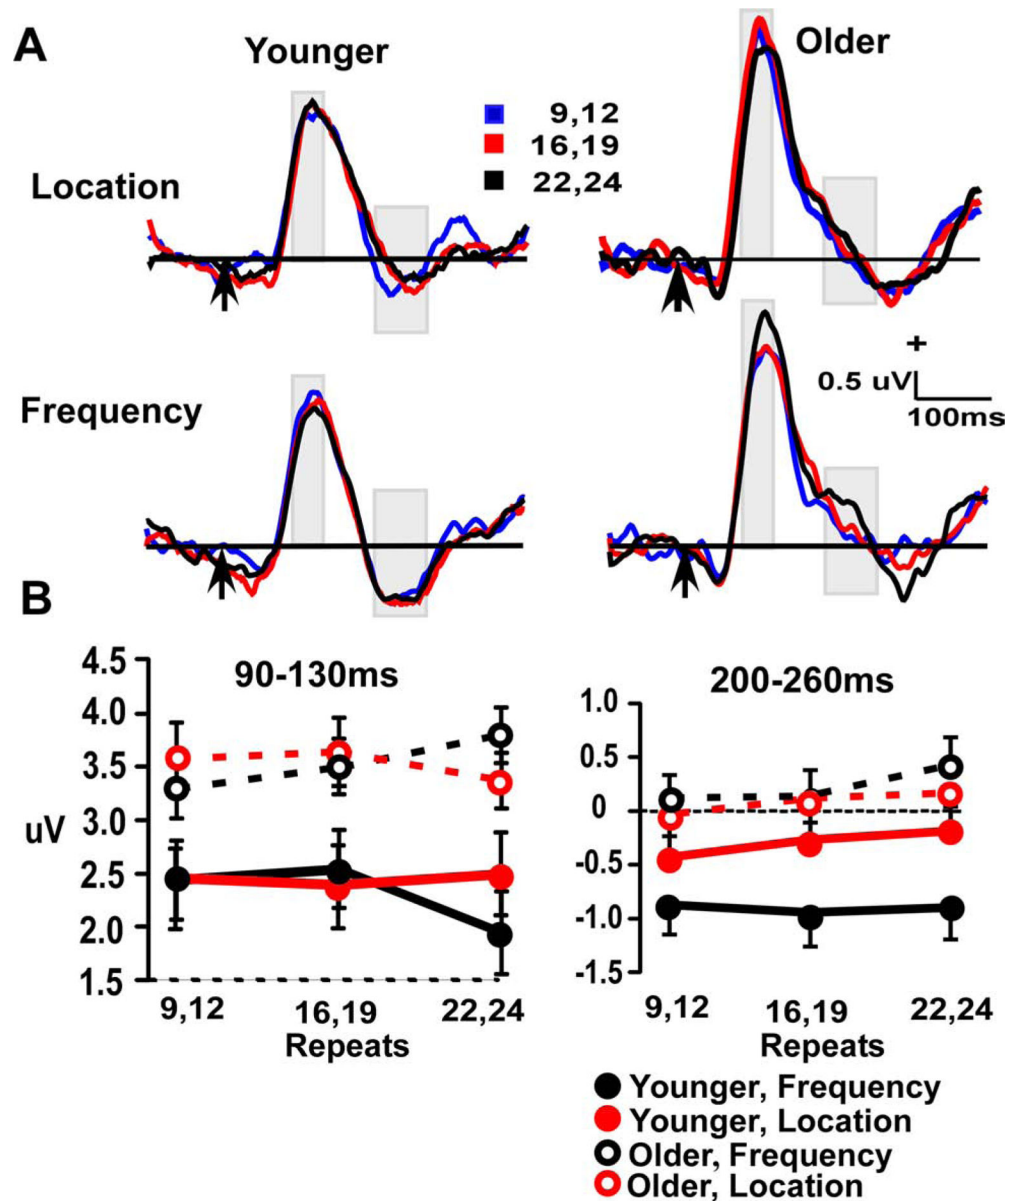 A
Younger
Older
9,12
16,19
22,24
Location
+
0.5 uV
100ms
Frequency
B
90-130ms
4.5
4.0
3.5
3.0
2.5
2.0
1.5
uV
9,12
16,19
22,24
Repeats
200-260ms
1.0
0.5
0
-0.5
-1.0
-1.5
9,12
16,19
22,24
Repeats
Younger, Frequency
Younger, Location
Older, Frequency
Older, Location